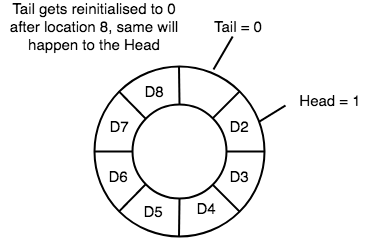 Tail gets reinitialised to 0
after location 8, same will
happen to the Head
Tail = 0
Head = 1
D8
D2
D7
D3
D6
D5
D4